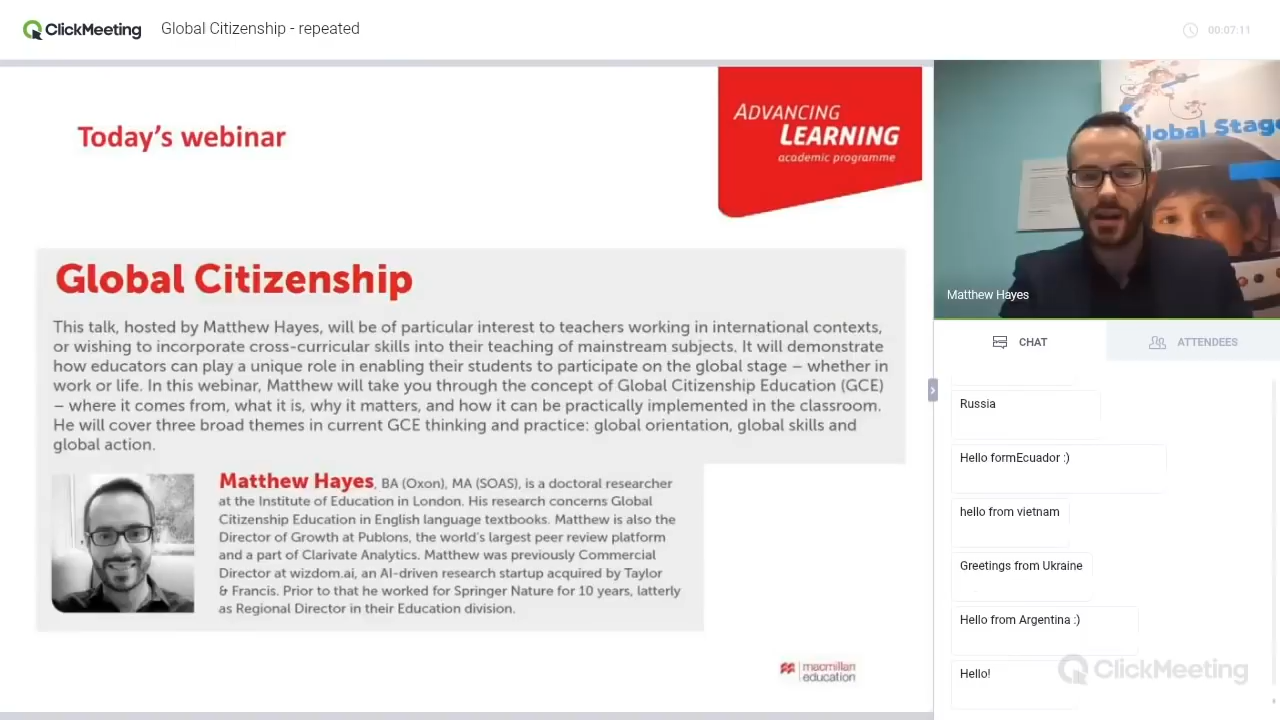 ClickMeeting
Global Citizenship - repeated
00:07:11
Today's webinar
ADVANCING
LEARNING
academic programme
Global Citizenship
This talk, hosted by Matthew Hayes, will be of particular interest to teachers working in international contexts,
or wishing to incorporate cross-curricular skills into their teaching of mainstream subjects. It will demonstrate
how educators can play a unique role in enabling their students to participate on the global stage – whether in
work or life. In this webinar, Matthew will take you through the concept of Global Citizenship Education (GCE)
– where it comes from, what it is, why it matters, and how it can be practically implemented in the classroom.
He will cover three broad themes in current GCE thinking and practice: global orientation, global skills and
global action.
Matthew Hayes, BA (Oxon), MA (SOAS), is a doctoral researcher
at the Institute of Education in London. His research concerns Global
Citizenship Education in English language textbooks. Matthew is also the
Director of Growth at Publons, the world's largest peer review platform
and a part of Clarivate Analytics. Matthew was previously Commercial
Director at wizdom.ai, an AI-driven research startup acquired by Taylor
& Francis. Prior to that he worked for Springer Nature for 10 years, latterly
as Regional Director in their Education division.
macmillan
education
lobal Stag
Matthew Hayes
CHAT
ATTENDEES
Russia
Hello formEcuador :)
hello from vietnam
Greetings from Ukraine
Hello from Argentina :)
Hello!
ClickMeeting